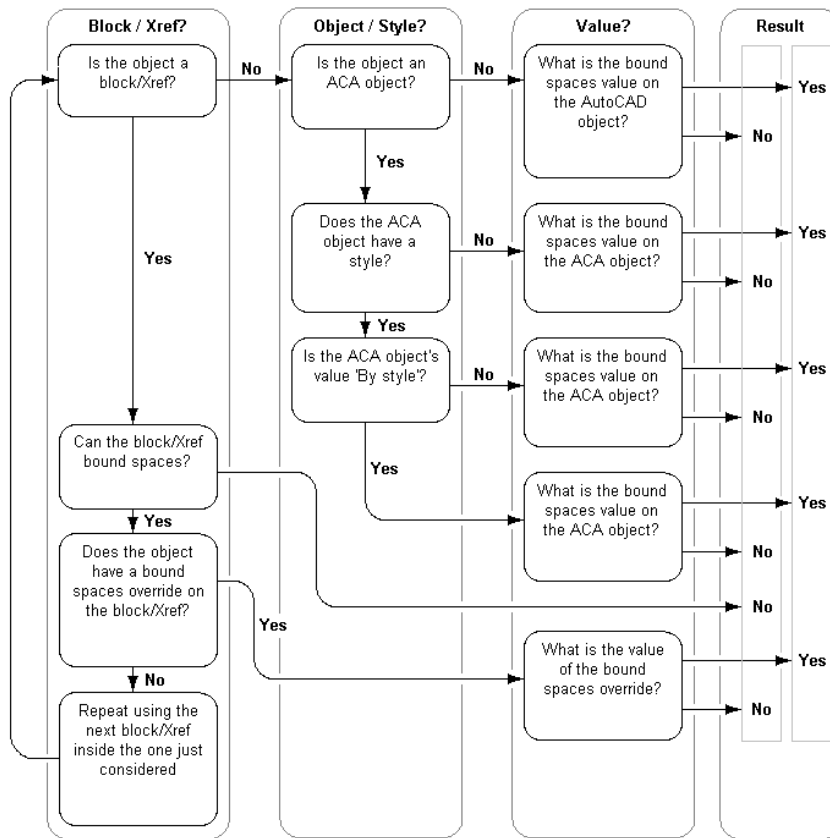 Block / Xref?
Object / Style?
Value?
Result
Is the object a
block/Xref?
No
Is the object an
ACA object?
No
What is the bound
spaces value on
the AutoCAD
object?
Yes
No
Yes
Yes
Does the ACA
object have a
style?
No
What is the bound
spaces value on
the ACA object?
Yes
No
Yes
Is the ACA object's
value 'By style'?
No
What is the bound
spaces value on
the ACA object?
Yes
No
Yes
Can the block/Xref
bound spaces?
What is the bound
spaces value on
the ACA object?
Yes
No
Yes
Does the object
have a bound
spaces override on
the block/Xref?
No
Yes
What is the value
of the bound
spaces override?
Yes
No
No
Repeat using the
next block/Xref
inside the one just
considered